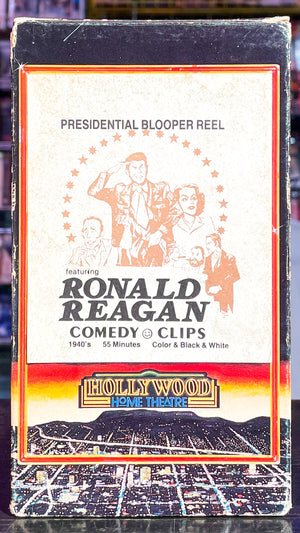 PRESIDENTIAL BLOOPER REEL
featuring
RONALD
REAGAN
COMEDY CLIPS
1940's 55 Minutes Color & Black & White
HOLLYWOOD
HOME THEATRE